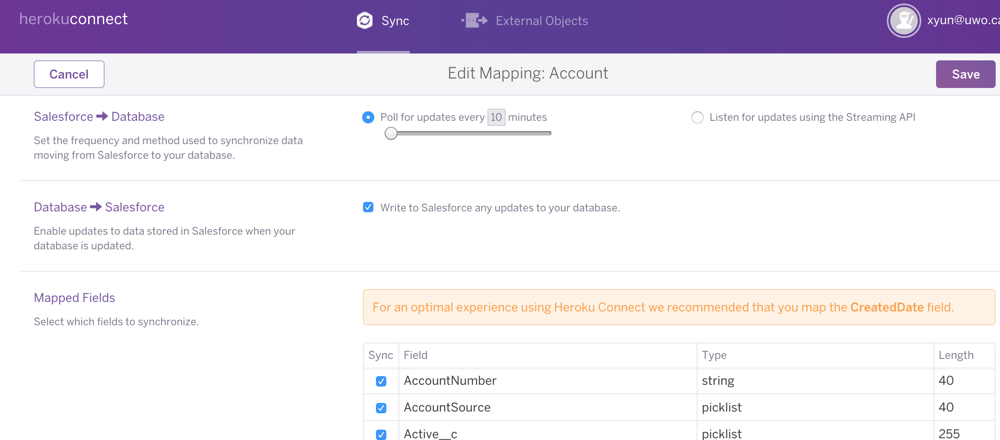 herokuconnect
Sync
External Objects
xyun@uwo.ca
Cancel
Edit Mapping: Account
Save
Salesforce ➡ Database
Set the frequency and method used to synchronize data
moving from Salesforce to your database.
Poll for updates every 10 minutes
Listen for updates using the Streaming API
Database ➡ Salesforce
Enable updates to data stored in Salesforce when your
database is updated.
Write to Salesforce any updates to your database.
Mapped Fields
Select which fields to synchronize.
For an optimal experience using Heroku Connect we recommended that you map the CreatedDate field.
Sync Field Type Length
AccountNumber string 40
AccountSource picklist 40
Active__c picklist 255